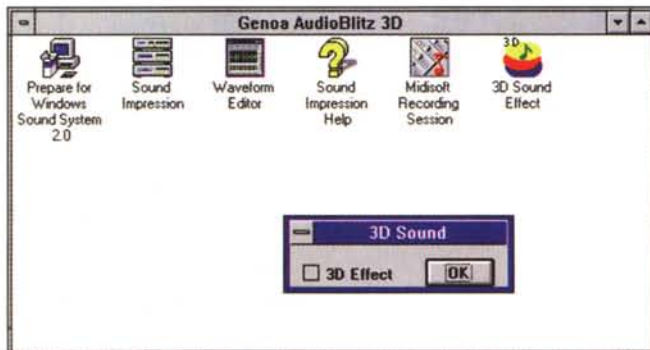 Genoa AudioBlitz 3D
Prepare for
Windows
Sound System
2.0
Sound
Impression
Waveform
Editor
Sound
Impression
Help
Midisoft
Recording
Session
3D
3D Sound
Effect
3D Sound
3D Effect
OK